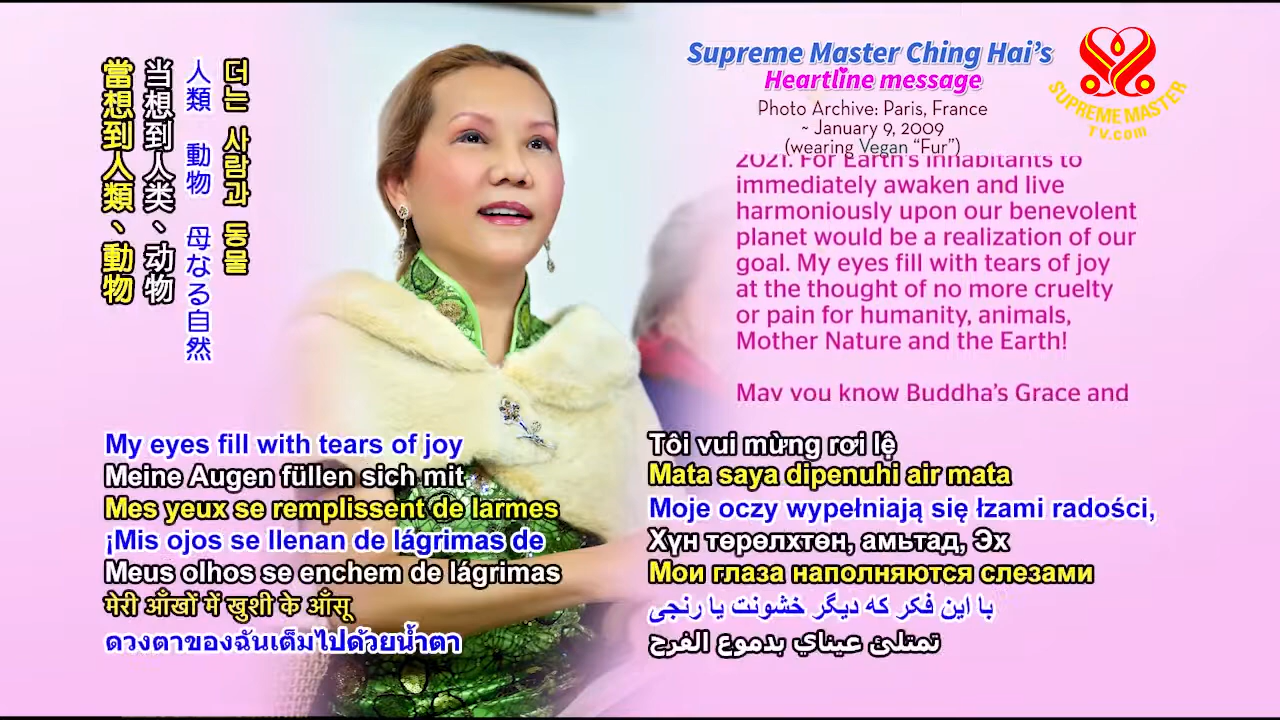 더는 사람과 동물
人類 動物 母なる自然
当想到人类、动物
當想到人類、動物
Supreme Master Ching Hai's
Heartline message
Photo Archive: Paris, France
~ January 9, 2009
(wearing Vegan “Fur”)
SUPREME MASTER
TV.com
2021. For Earth's inhabitants to
immediately awaken and live
harmoniously upon our benevolent
planet would be a realization of our
goal. My eyes fill with tears of joy
at the thought of no more cruelty
or pain for humanity, animals,
Mother Nature and the Earth!
May you know Buddha's Grace and
My eyes fill with tears of joy
Meine Augen füllen sich mit
Mes yeux se remplissent de larmes
¡Mis ojos se llenan de lágrimas de
Meus olhos se enchem de lágrimas
मेरी आँखों में खुशी के आँसू
ดวงตาของฉันเต็มไปด้วยน้ำตา
Tôi vui mừng rơi lệ
Mata saya dipenuhi air mata
Moje oczy wypełniają się łzami radości,
Хүн төрөлхтөн, амьтад, Эх
Мои глаза наполняются слезами
با این فکر که دیگر خشونت یا رنجی
تمتلئ عيناي بدموع الفرح